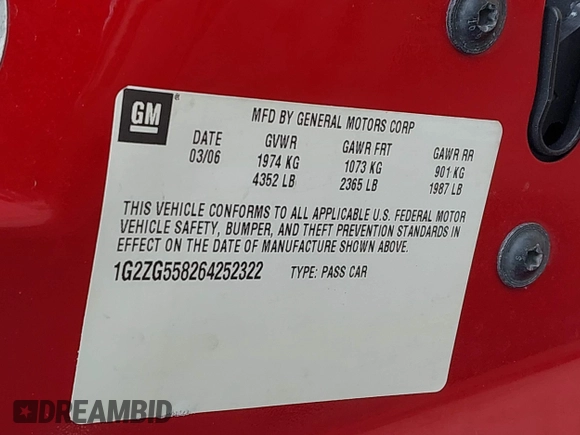 GM
MFD BY GENERAL MOTORS CORP
DATE GVWR GAWR FRT GAWR RR
03/06 1974 KG 1073 KG 901 KG
4352 LB 2365 LB 1987 LB
THIS VEHICLE CONFORMS TO ALL APPLICABLE U.S. FEDERAL MOTOR
VEHICLE SAFETY, BUMPER, AND THEFT PREVENTION STANDARDS IN
EFFECT ON THE DATE OF MANUFACTURE SHOWN ABOVE.
1G2ZG558264252322 TYPE: PASS CAR
DREAMBID